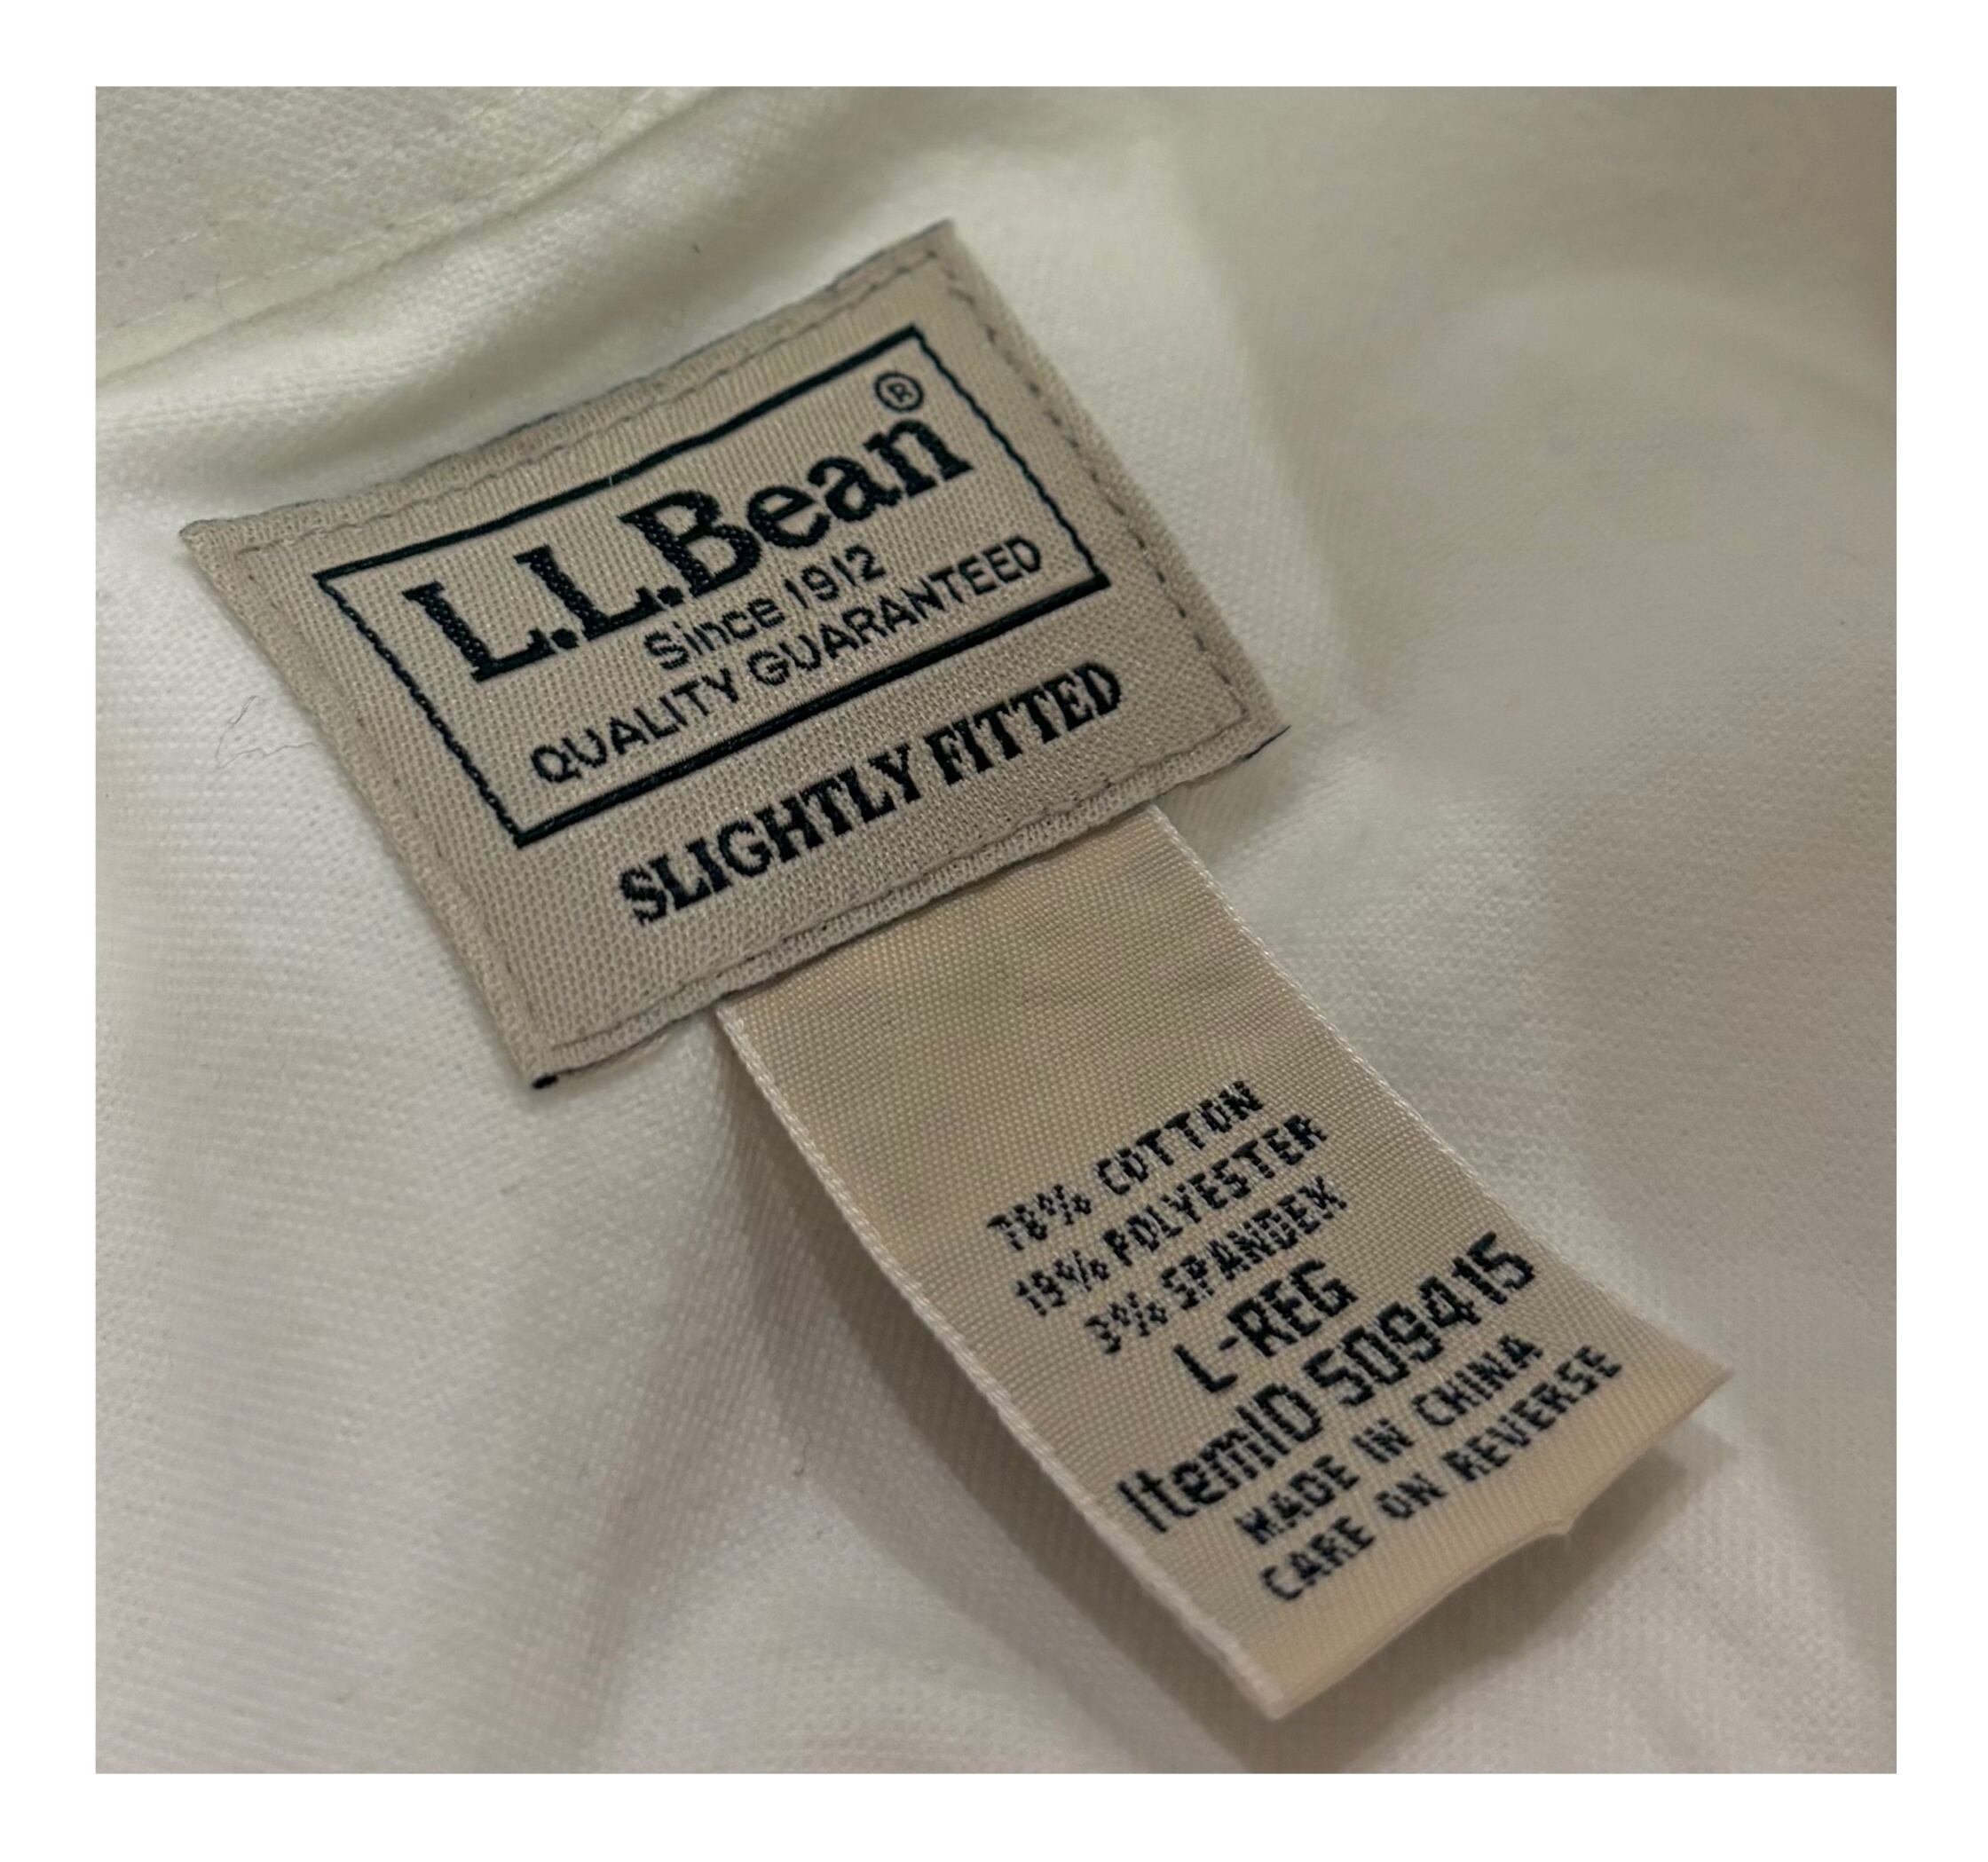 L.L.Bean®
Since 1912
QUALITY GUARANTEED
SLIGHTLY FITTED
78% COTTON
19% POLYESTER
3% SPANDEX
L-REG
ItemID 509415
MADE IN CHINA
CARE ON REVERSE